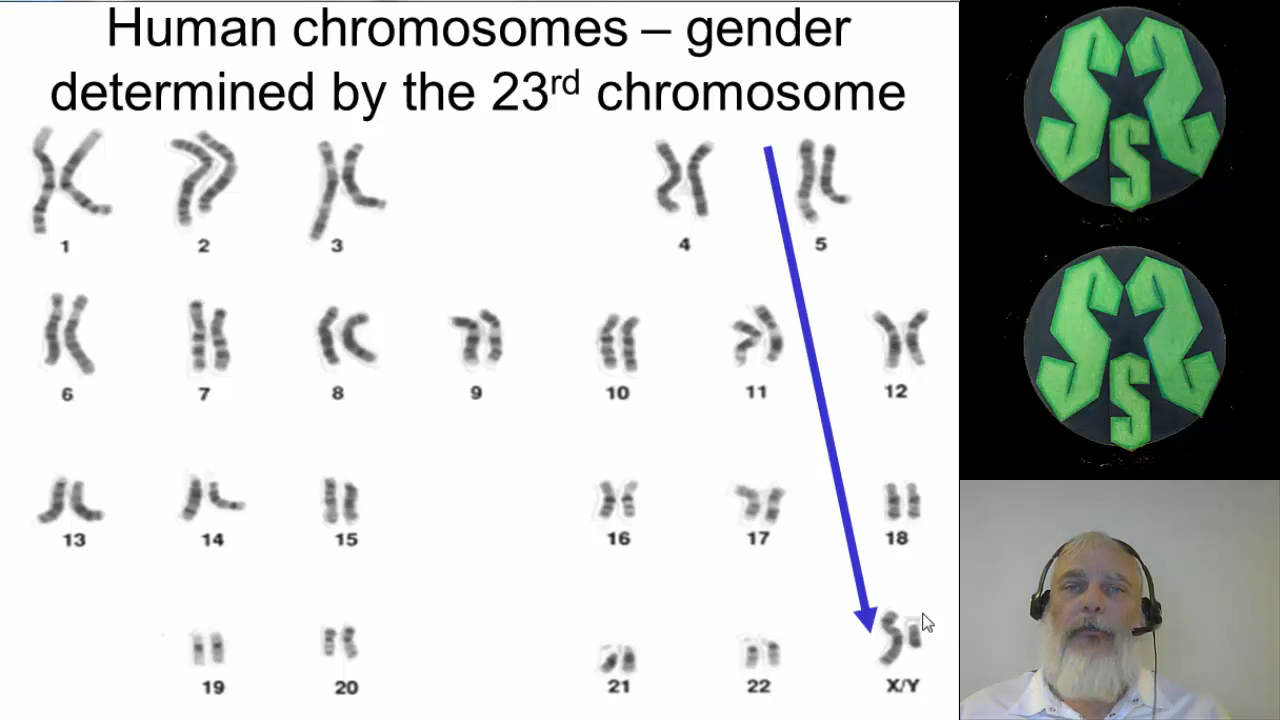 Human chromosomes – gender
determined by the 23rd chromosome
1 2 3 4 5
6 7 8 9 10 11 12
13 14 15 16 17 18
19 20 21 22 X/Y
S S
S
S S
S